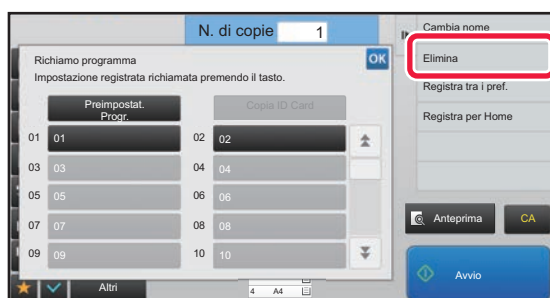 N. di copie 1
Richiamo programma
OK
Impostazione registrata richiamata premendo il tasto.
Preimpostat.
Progr.
Copia ID Card
01 01
02 02
03 03
04 04
05 05
06 06
07 07
08 08
09 09
10 10
Altri
4 A4
Cambia nome
Elimina
Registra tra i pref.
Registra per Home
Anteprima
CA
Avvio